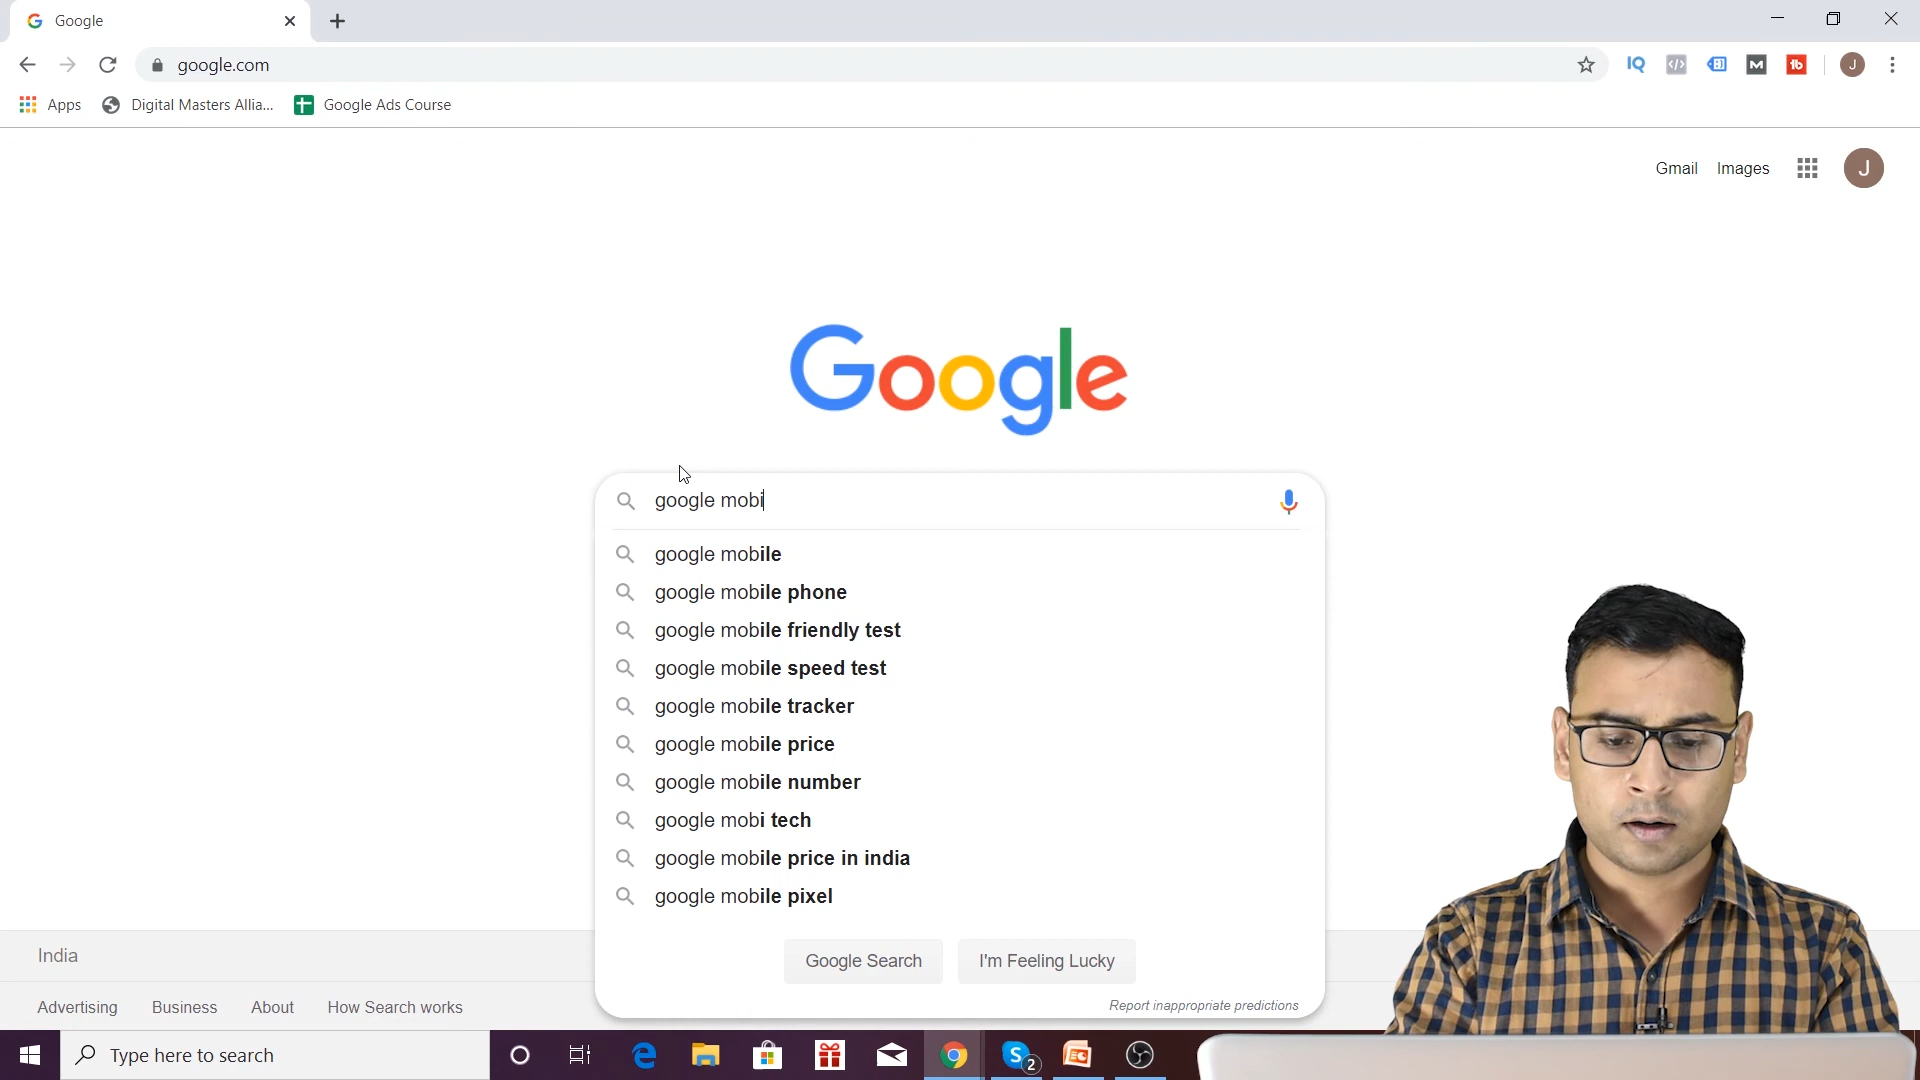 Google
google.com
Apps
Digital Masters Allia...
Google Ads Course
IQ
M
tb
J
Gmail
Images
J
Google
google mobi
google mobile
google mobile phone
google mobile friendly test
google mobile speed test
google mobile tracker
google mobile price
google mobile number
google mobi tech
google mobile price in india
google mobile pixel
Google Search
I'm Feeling Lucky
Report inappropriate predictions
India
Advertising
Business
About
How Search works
Type here to search
2